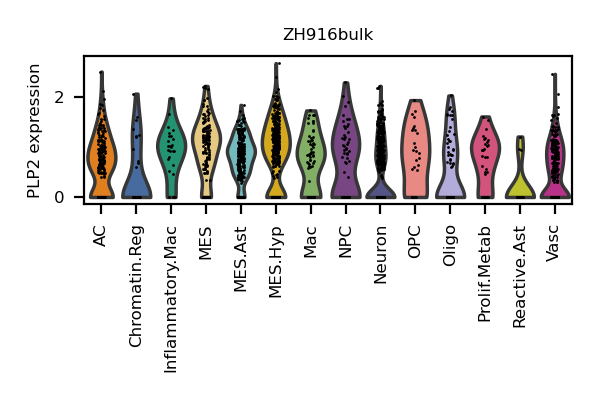 ZH916bulk
PLP2 expression
2
0
AC
Chromatin.Reg
Inflammatory.Mac
MES
MES.Ast
MES.Hyp
Mac
NPC
Neuron
OPC
Oligo
Prolif.Metab
Reactive.Ast
Vasc